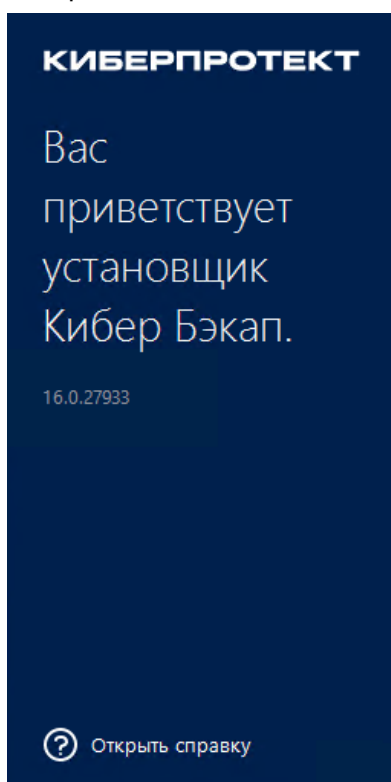 КИБЕРПРОТЕКТ
Вас
приветствует
установщик
Кибер Бэкап.
16.0.27933
? Открыть справку